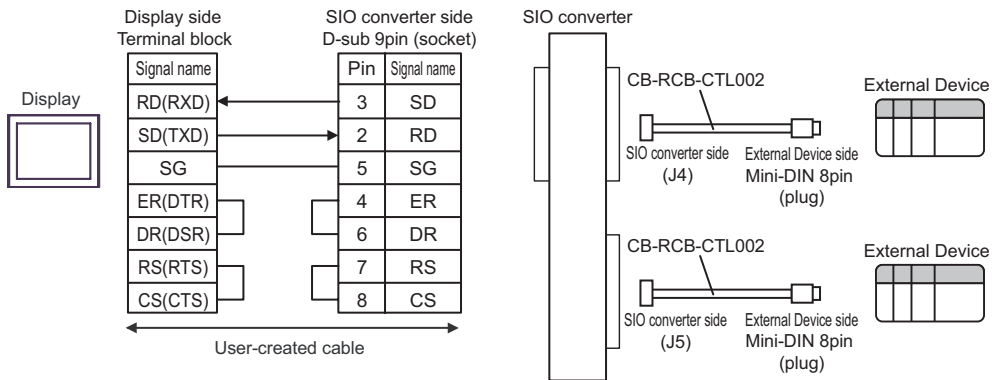 Display side
Terminal block
SIO converter side
D-sub 9pin (socket)
SIO converter
Display
Signal name
Pin Signal name
RD(RXD) 3 SD
SD(TXD) 2 RD
SG 5 SG
ER(DTR) 4 ER
DR(DSR) 6 DR
RS(RTS) 7 RS
CS(CTS) 8 CS
User-created cable
CB-RCB-CTL002
External Device
SIO converter side
(J4)
External Device side
Mini-DIN 8pin
(plug)
CB-RCB-CTL002
External Device
SIO converter side
(J5)
External Device side
Mini-DIN 8pin
(plug)